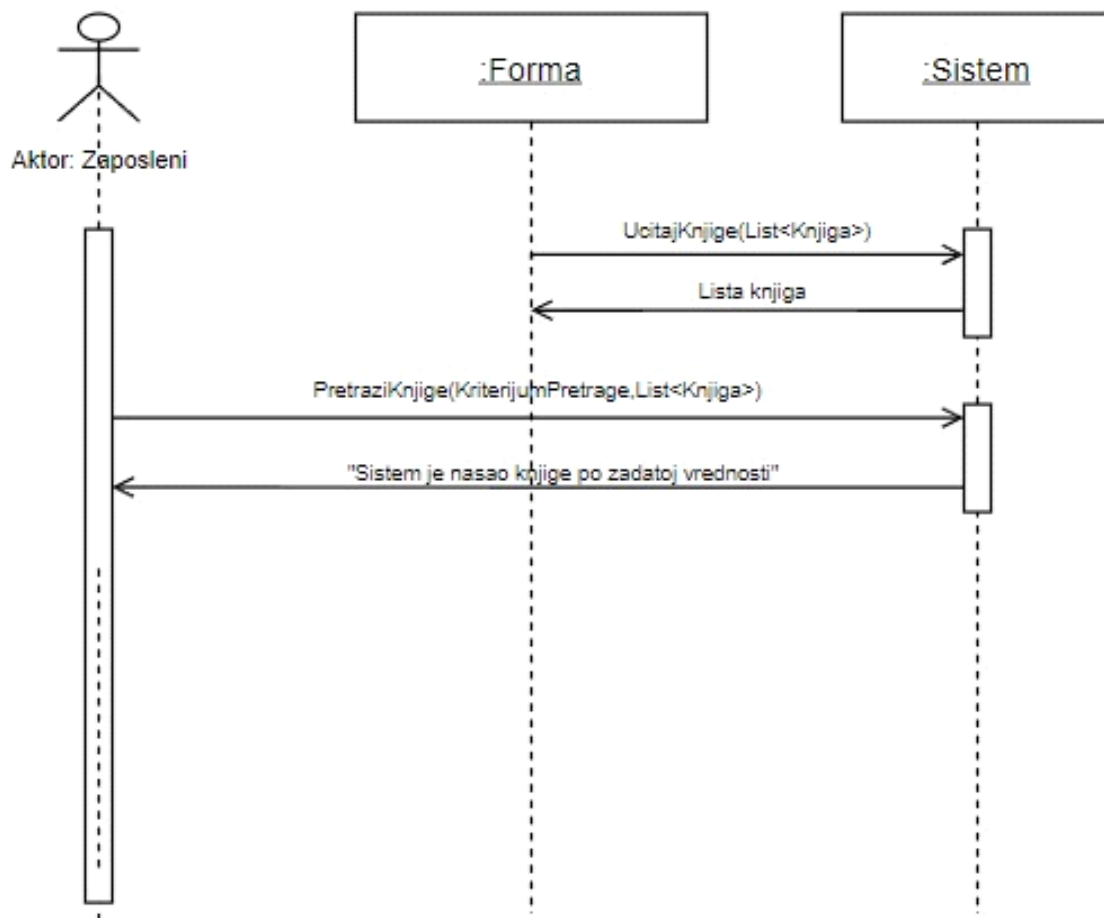 :Forma
:Sistem
Aktor: Zaposleni
UcitajKnjige(List<Knjiga>)
Lista knjiga
PretraziKnjige(KriterijumPretrage,List<Knjiga>)
"Sistem je nasao knjige po zadatoj vrednosti"